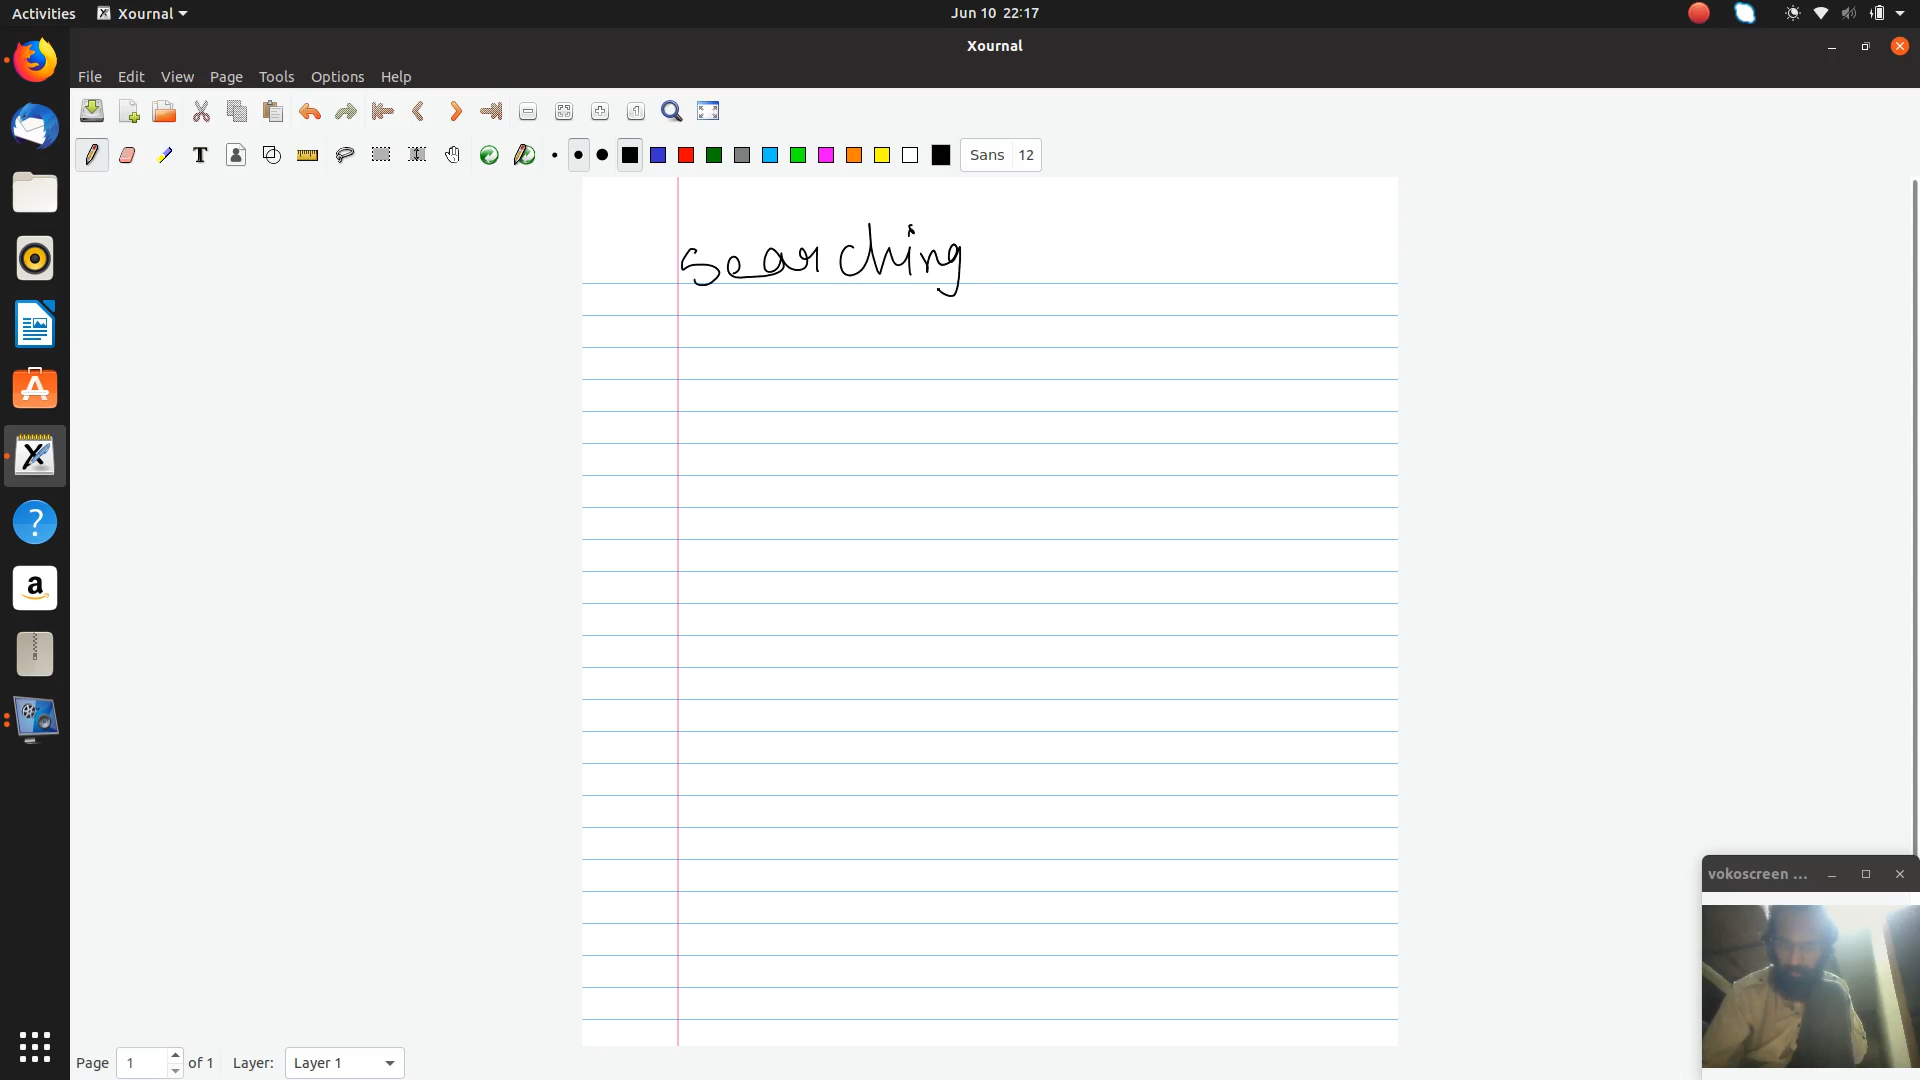 Activities Xournal Jun 10 22:17
Xournal
File Edit View Page Tools Options Help
T Sans 12
searching
a
vokoscreen ...
Page 1 of 1 Layer: Layer 1